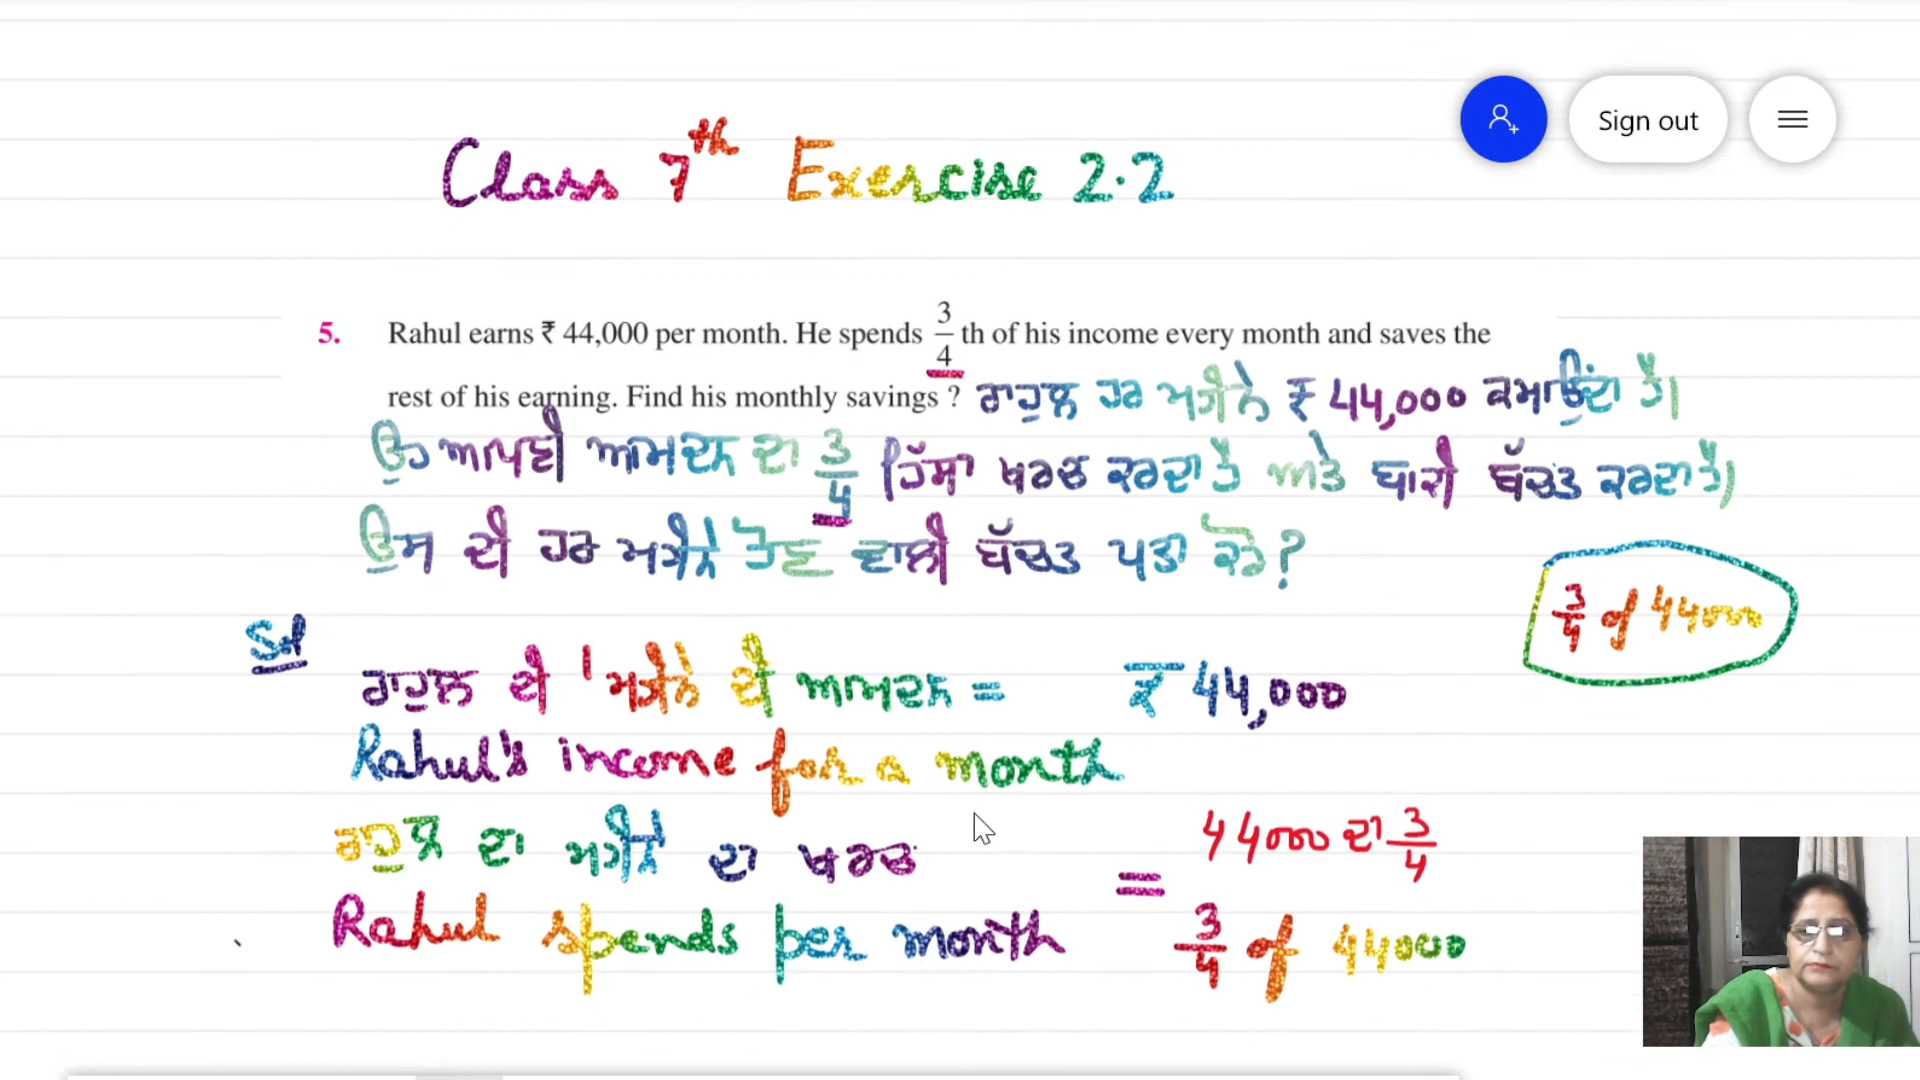 Sign out
Class 7th Exercise 2.2
5. Rahul earns ₹ 44,000 per month. He spends 3/4 th of his income every month and saves the
rest of his earning. Find his monthly savings ? ਰਾਹੁਲ ਹਰ ਮਹੀਨੇ ₹ 44,000 ਕਮਾਉਂਦਾ ਹੈ।
ਉਹ ਆਪਣੀ ਆਮਦਨ ਦਾ 3/4 ਹਿੱਸਾ ਖਰਚ ਕਰਦਾ ਹੈ ਅਤੇ ਬਾਕੀ ਬੱਚਤ ਕਰਦਾ ਹੈ।
ਉਸ ਦੀ ਹਰ ਮਹੀਨੇ ਹੋਣ ਵਾਲੀ ਬੱਚਤ ਪਤਾ ਕਰੋ?
3/4 of 44000
Sol
ਰਾਹੁਲ ਦੀ 1 ਮਹੀਨੇ ਦੀ ਆਮਦਨ = ₹ 44,000
Rahul's income for a month
ਰਾਹੁਲ ਦਾ ਮਹੀਨੇ ਦਾ ਖਰਚ = 44000 ਦਾ 3/4
Rahul spends per month 3/4 of 44000